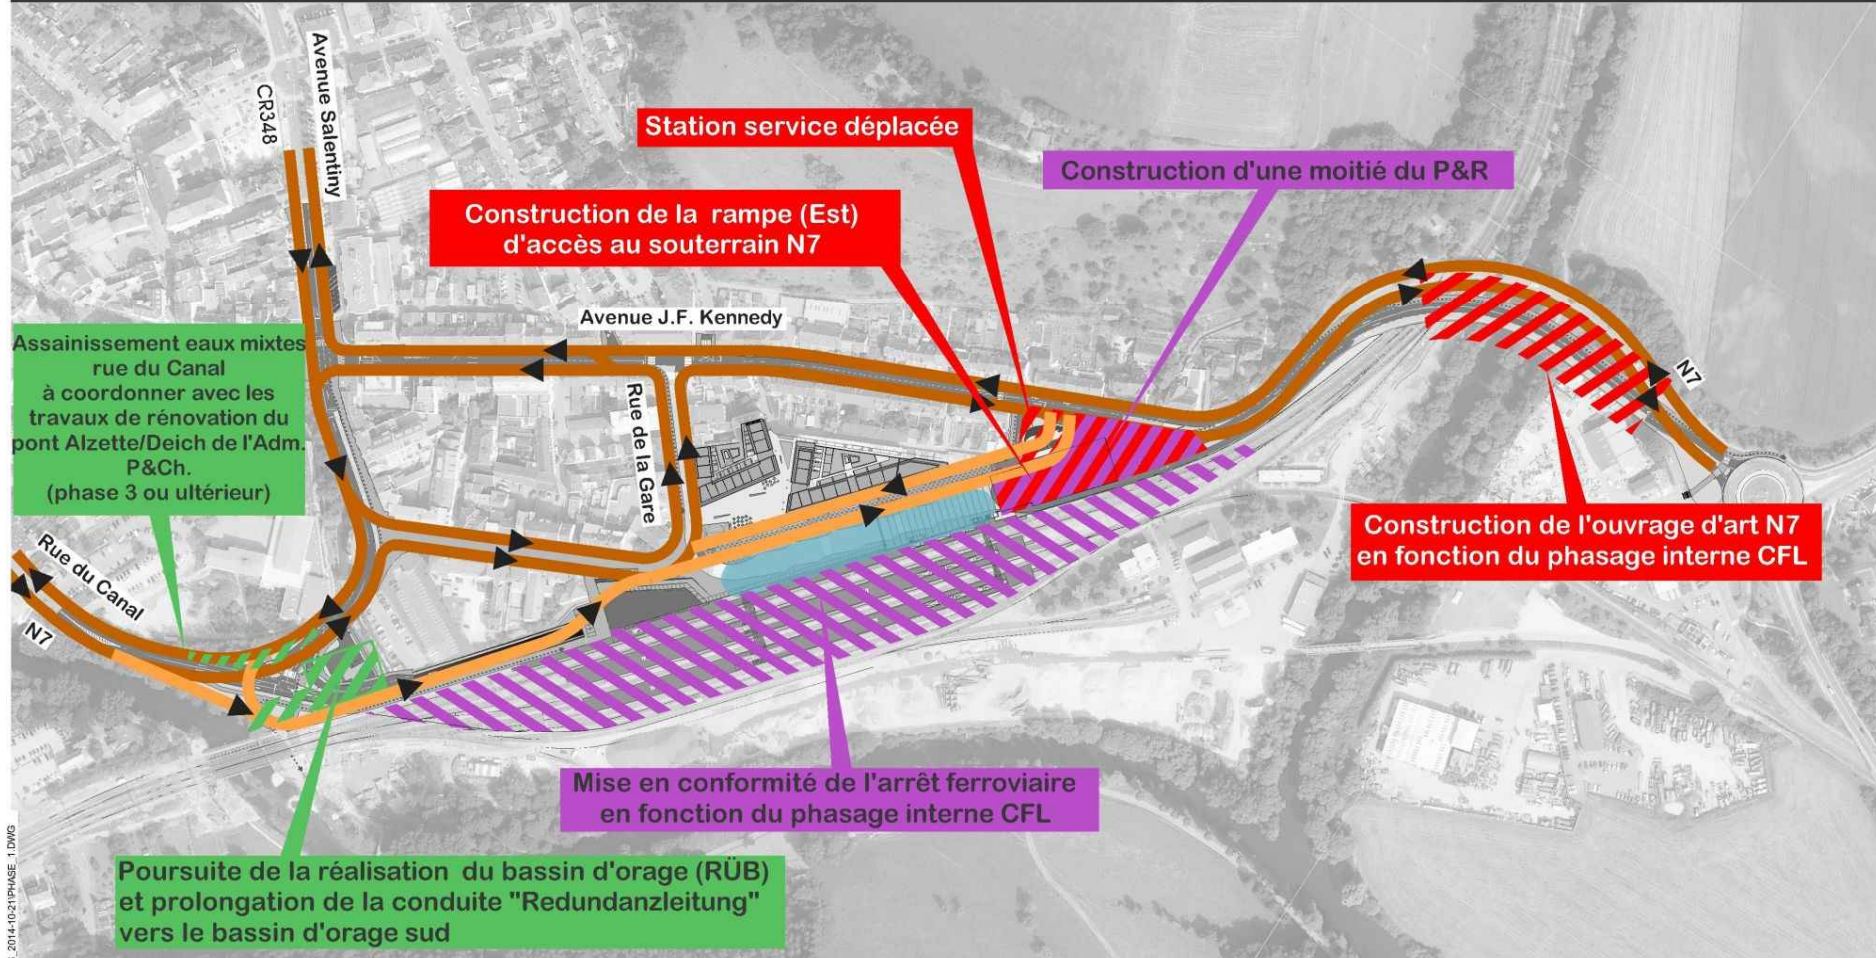 Avenue Salentiny
CR348
Station service déplacée
Construction d'une moitié du P&R
Construction de la rampe (Est)
d'accès au souterrain N7
Avenue J.F. Kennedy
Assainissement eaux mixtes
rue du Canal
à coordonner avec les
travaux de rénovation du
pont Alzette/Deich de l'Adm.
P&Ch.
(phase 3 ou ultérieur)
Rue de la Gare
N7
Construction de l'ouvrage d'art N7
en fonction du phasage interne CFL
Rue du Canal
N7
Mise en conformité de l'arrêt ferroviaire
en fonction du phasage interne CFL
Poursuite de la réalisation du bassin d'orage (RÜB)
et prolongation de la conduite "Redundanzleitung"
vers le bassin d'orage sud
_2014-10-21\PHASE_1.DWG